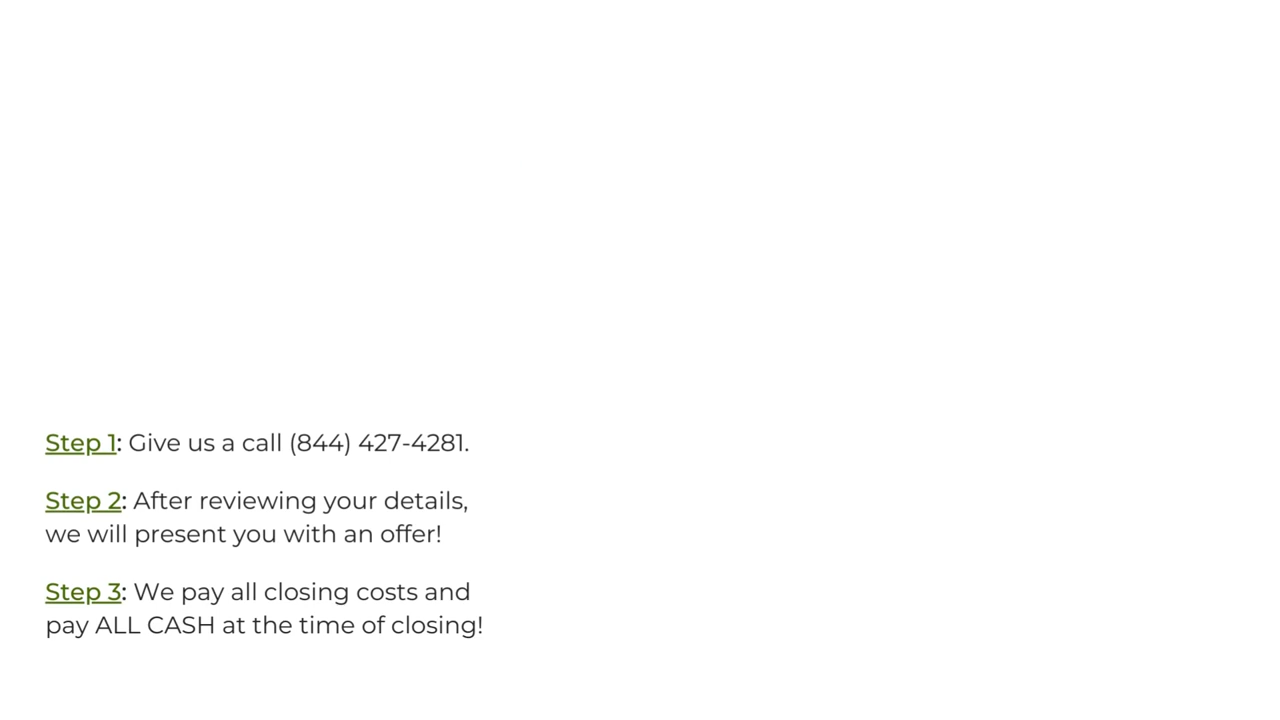 Step 1: Give us a call (844) 427-4281.
Step 2: After reviewing your details,
we will present you with an offer!
Step 3: We pay all closing costs and
pay ALL CASH at the time of closing!